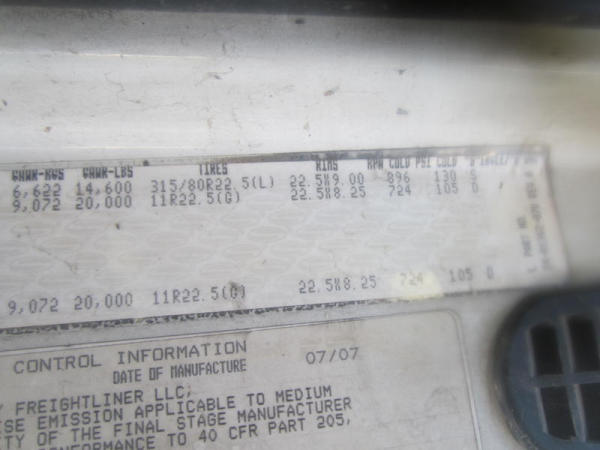 GAWR-KGS GAWR-LBS TIRES RIMS KPA COLD PSI COLD
6,622 14,600 315/80R22.5(L) 22.5X9.00 896 130 S
9,072 20,000 11R22.5(G) 22.5X8.25 724 105 D
9,072 20,000 11R22.5(G) 22.5X8.25 724 105 D
CONTROL INFORMATION
07/07
DATE OF MANUFACTURE
FREIGHTLINER LLC;
EMISSION APPLICABLE TO MEDIUM
OF THE FINAL STAGE MANUFACTURER
TO 40 CFR PART 205,